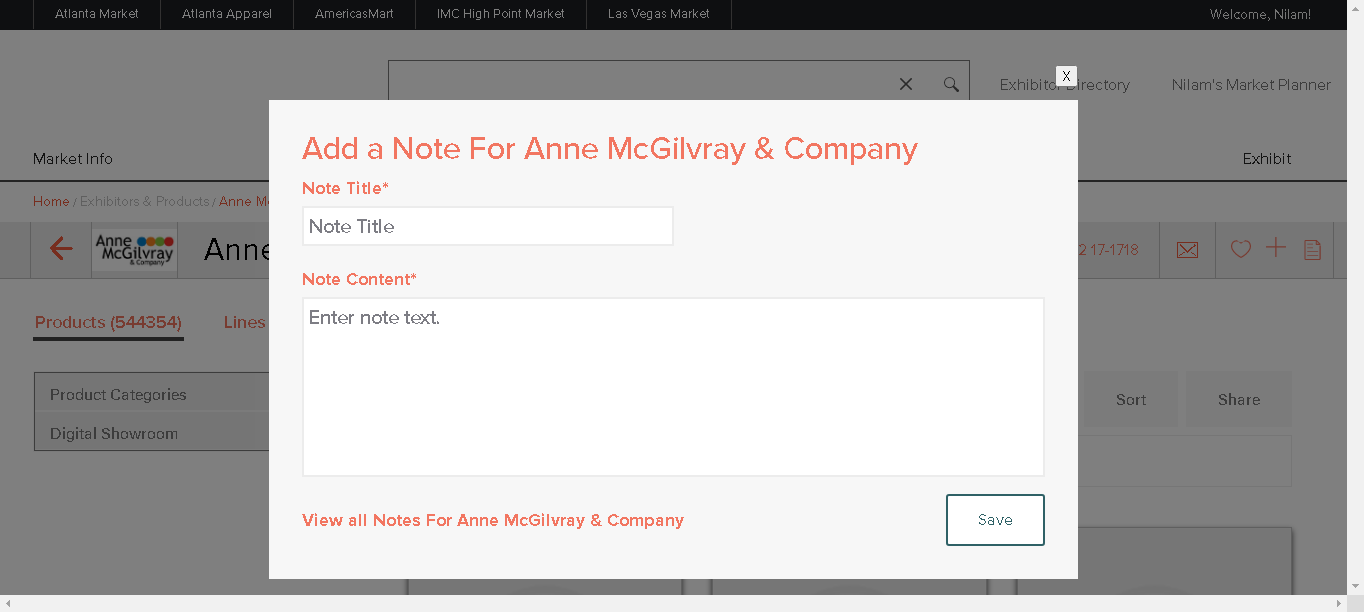 Atlanta Market Atlanta Apparel AmericasMart IMC High Point Market Las Vegas Market Welcome, Nilam!
X
Exhibitor Directory Nilam's Market Planner
Market Info Exhibit
Add a Note For Anne McGilvray & Company
Note Title*
Home / Exhibitors & Products / Anne Mc
Note Title
Anne McGilvray & Company
Anne
2 17-1718
Note Content*
Enter note text.
Products (544354) Lines
Product Categories
Digital Showroom
Sort Share
View all Notes For Anne McGilvray & Company
Save